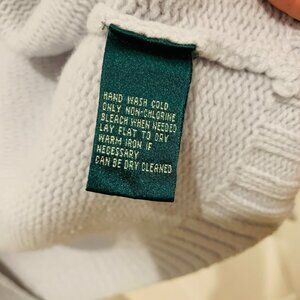 HAND WASH COLD
ONLY NON-CHLORINE
BLEACH WHEN NEEDED
LAY FLAT TO DRY
WARM IRON IF
NECESSARY
CAN BE DRY CLEANED